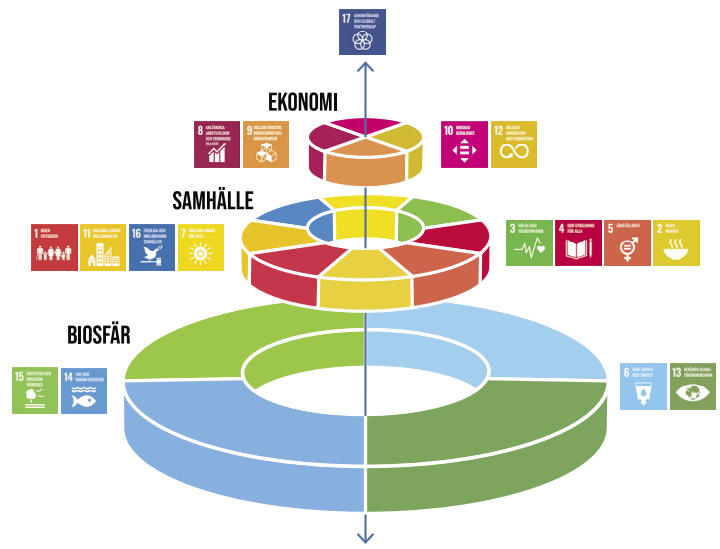 17 GENOMFÖRANDE
OCH GLOBALT
PARTNERSKAP
EKONOMI
8 ANSTÄNDIGA
ARBETSVILLKOR
OCH EKONOMISK
TILLVÄXT
9 HÅLLBAR INDUSTRI,
INNOVATIONER OCH
INFRASTRUKTUR
10 MINSKAD
OJÄMLIKHET
12 HÅLLBAR
KONSUMTION
OCH PRODUKTION
SAMHÄLLE
1 INGEN
FATTIGDOM
11 HÅLLBARA STÄDER
OCH SAMHÄLLEN
16 FREDLIGA OCH
INKLUDERANDE
SAMHÄLLEN
7 HÅLLBAR ENERGI
FÖR ALLA
3 HÄLSA OCH
VÄLBEFINNANDE
4 GOD UTBILDNING
FÖR ALLA
5 JÄMSTÄLLDHET
2 INGEN
HUNGER
BIOSFÄR
15 EKOSYSTEM OCH
BIOLOGISK
MÅNGFALD
14 HAV OCH
MARINA RESURSER
6 RENT VATTEN
OCH SANITET
13 BEKÄMPA KLIMAT-
FÖRÄNDRINGARNA